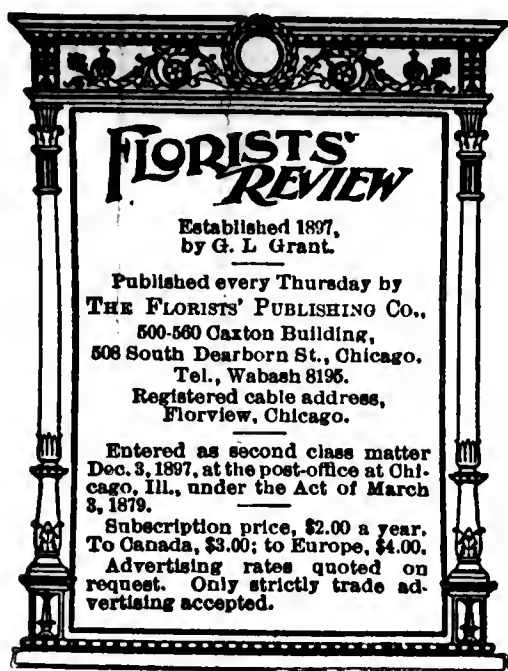 FLORISTS'
REVIEW
Established 1897,
by G. L Grant.
Published every Thursday by
THE FLORISTS' PUBLISHING CO.,
500-560 Caxton Building,
508 South Dearborn St., Chicago.
Tel., Wabash 8195.
Registered cable address,
Florview, Chicago.
Entered as second class matter
Dec. 3, 1897, at the post-office at Chi-
cago, Ill., under the Act of March
3, 1879.
Subscription price, $2.00 a year.
To Canada, $3.00; to Europe, $4.00.
Advertising rates quoted on
request. Only strictly trade ad-
vertising accepted.